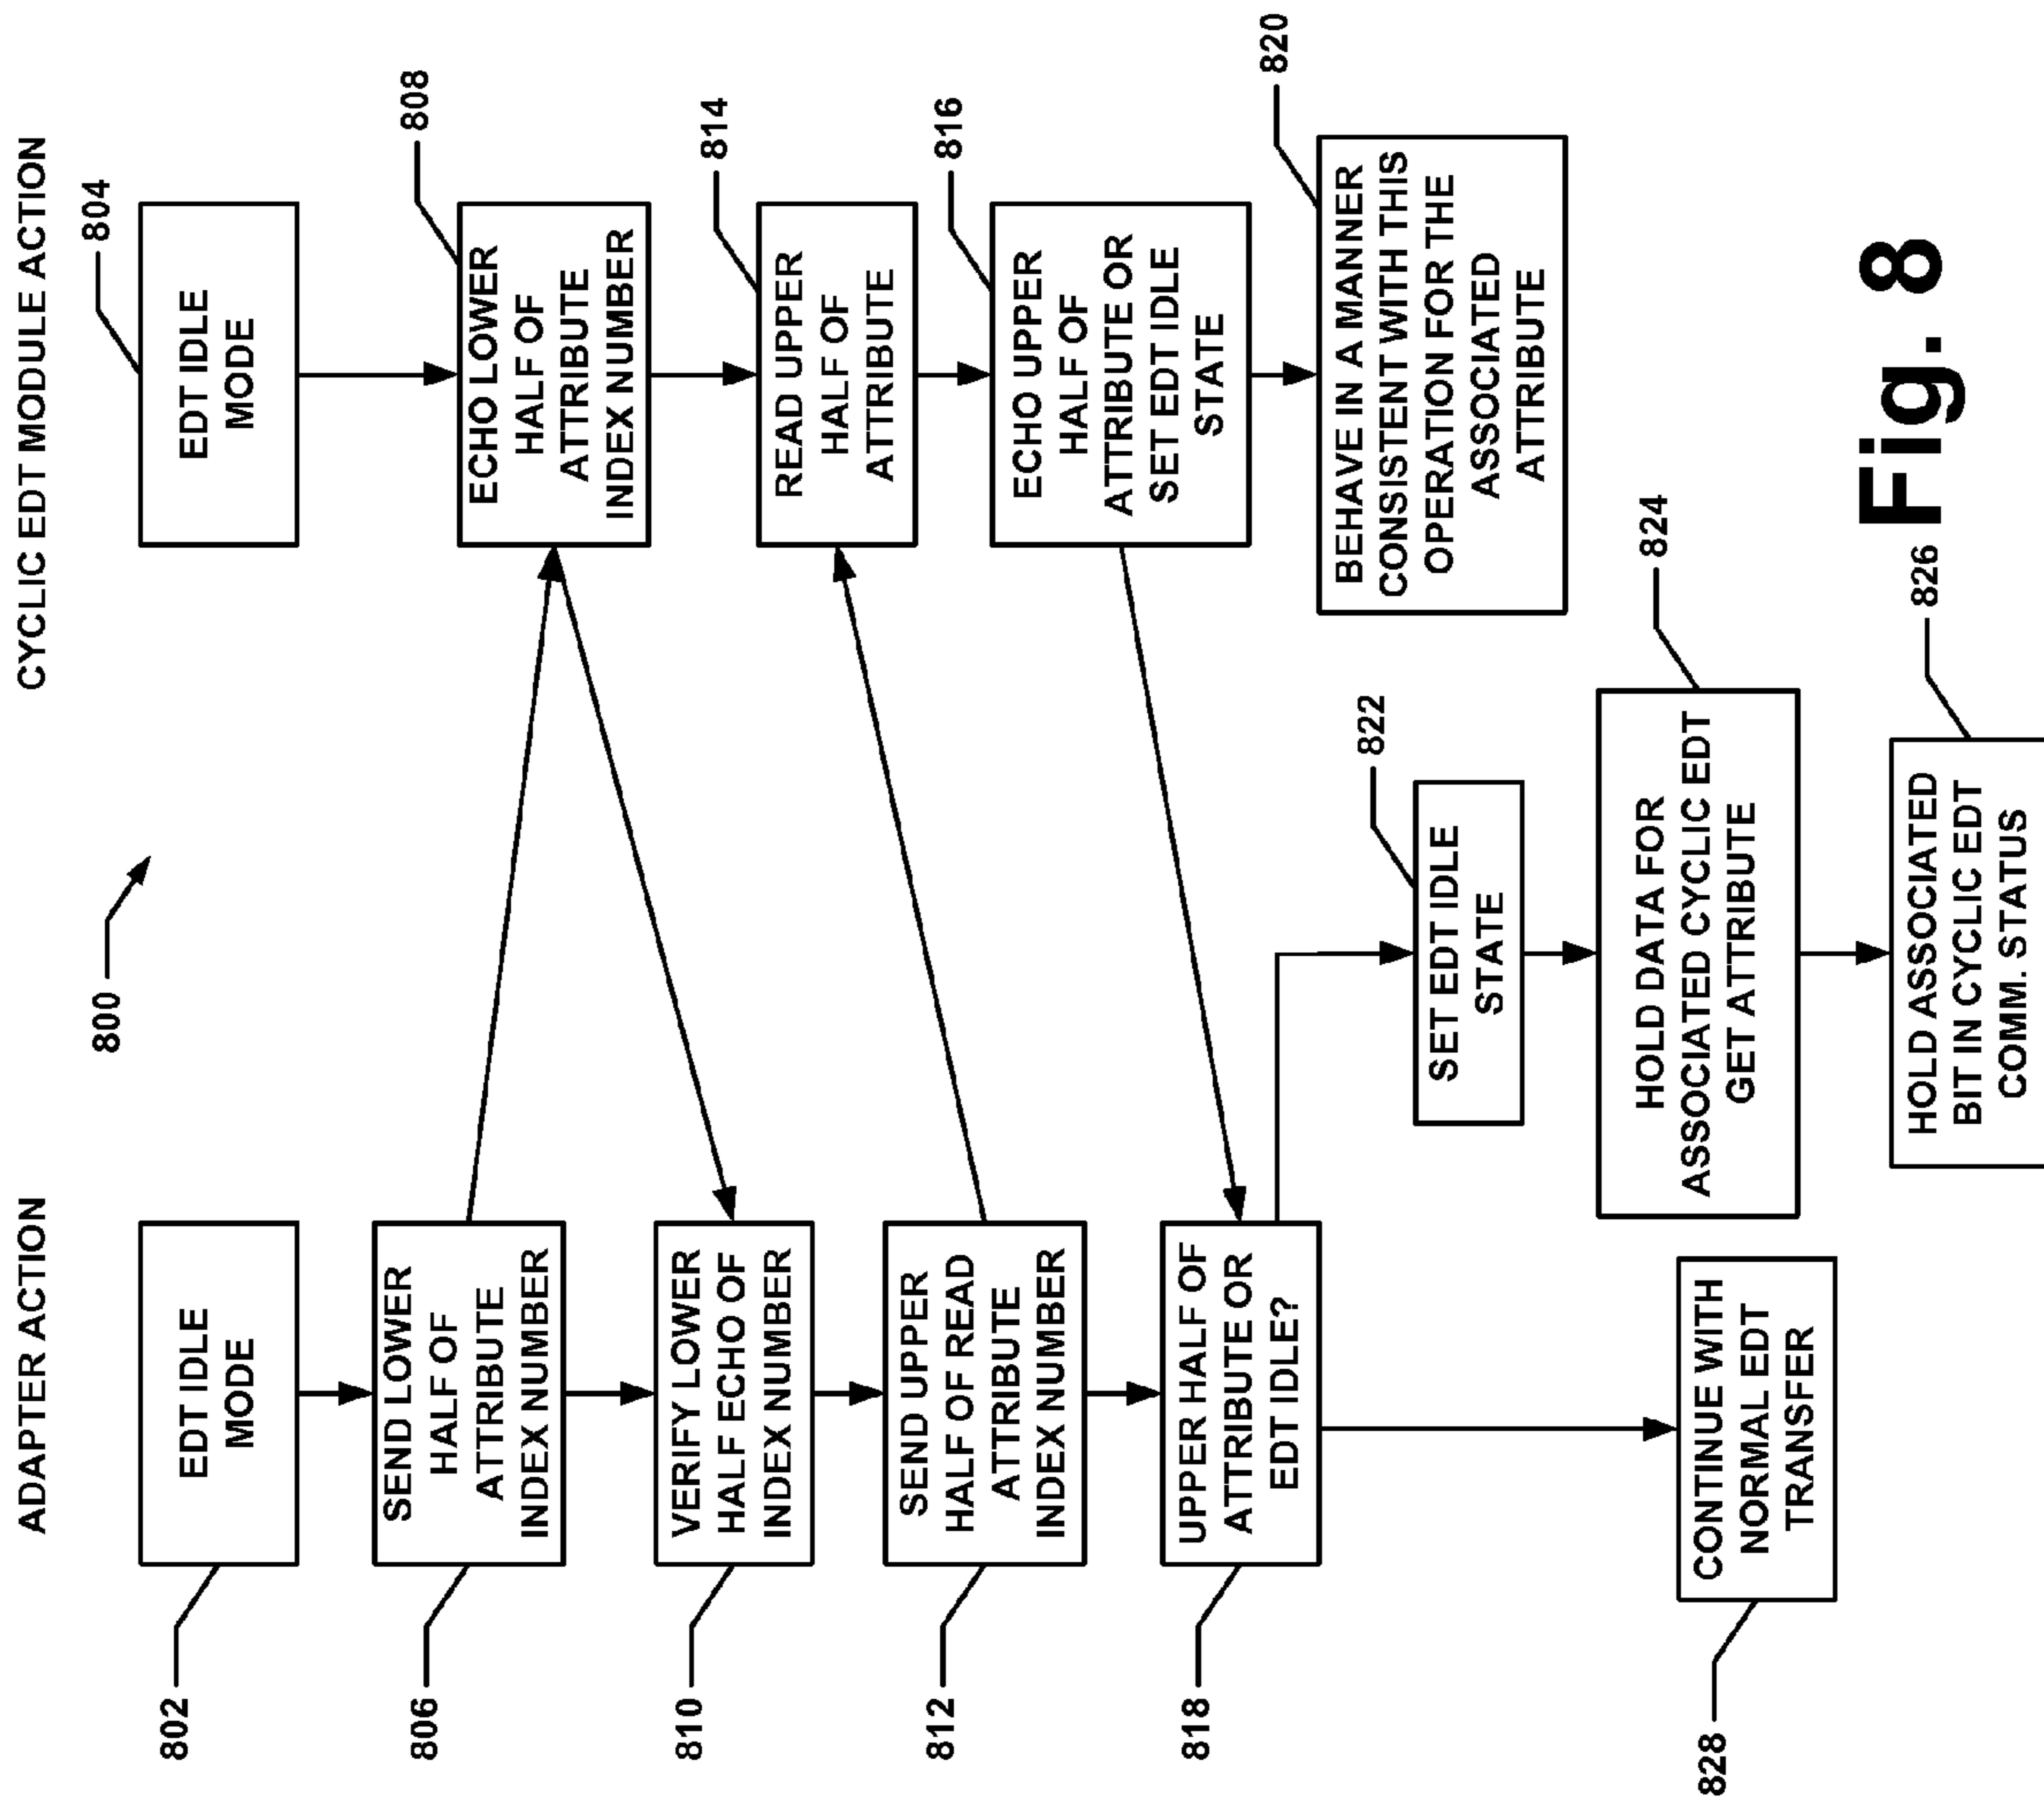 ADAPTER ACTION
CYCLIC EDT MODULE ACTION
800
802
EDT IDLE
MODE
804
EDT IDLE
MODE
806
SEND LOWER
HALF OF
ATTRIBUTE
INDEX NUMBER
808
ECHO LOWER
HALF OF
ATTRIBUTE
INDEX NUMBER
810
VERIFY LOWER
HALF ECHO OF
INDEX NUMBER
812
SEND UPPER
HALF OF READ
ATTRIBUTE
INDEX NUMBER
814
READ UPPER
HALF OF
ATTRIBUTE
816
ECHO UPPER
HALF OF
ATTRIBUTE OR
SET EDT IDLE
STATE
818
UPPER HALF OF
ATTRIBUTE OR
EDT IDLE?
820
BEHAVE IN A MANNER
CONSISTENT WITH THIS
OPERATION FOR THE
ASSOCIATED
ATTRIBUTE
822
SET EDT IDLE
STATE
824
HOLD DATA FOR
ASSOCIATED CYCLIC EDT
GET ATTRIBUTE
826
HOLD ASSOCIATED
BIT IN CYCLIC EDT
COMM. STATUS
828
CONTINUE WITH
NORMAL EDT
TRANSFER
Fig. 8